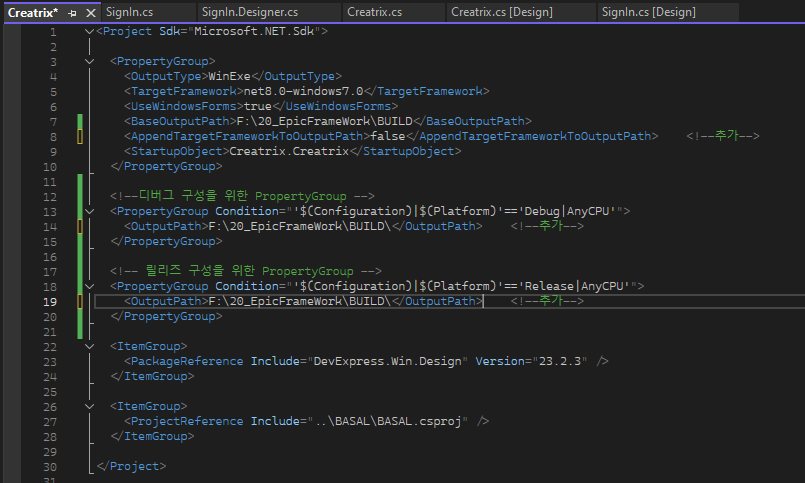 Creatrix*
SignIn.cs
SignIn.Designer.cs
Creatrix.cs
Creatrix.cs [Design]
SignIn.cs [Design]
1 <Project Sdk="Microsoft.NET.Sdk">
2
3 <PropertyGroup>
4 <OutputType>WinExe</OutputType>
5 <TargetFramework>net8.0-windows7.0</TargetFramework>
6 <UseWindowsForms>true</UseWindowsForms>
7 <BaseOutputPath>F:\20_EpicFrameWork\BUILD</BaseOutputPath>
8 <AppendTargetFrameworkToOutputPath>false</AppendTargetFrameworkToOutputPath> <!--추가-->
9 <StartupObject>Creatrix.Creatrix</StartupObject>
10 </PropertyGroup>
11
12 <!--디버그 구성을 위한 PropertyGroup -->
13 <PropertyGroup Condition="'$(Configuration)|$(Platform)'=='Debug|AnyCPU'">
14 <OutputPath>F:\20_EpicFrameWork\BUILD\</OutputPath> <!--추가-->
15 </PropertyGroup>
16
17 <!-- 릴리즈 구성을 위한 PropertyGroup -->
18 <PropertyGroup Condition="'$(Configuration)|$(Platform)'=='Release|AnyCPU'">
19 <OutputPath>F:\20_EpicFrameWork\BUILD\</OutputPath> <!--추가-->
20 </PropertyGroup>
21
22 <ItemGroup>
23 <PackageReference Include="DevExpress.Win.Design" Version="23.2.3" />
24 </ItemGroup>
25
26 <ItemGroup>
27 <ProjectReference Include="..\BASAL\BASAL.csproj" />
28 </ItemGroup>
29
30 </Project>
31